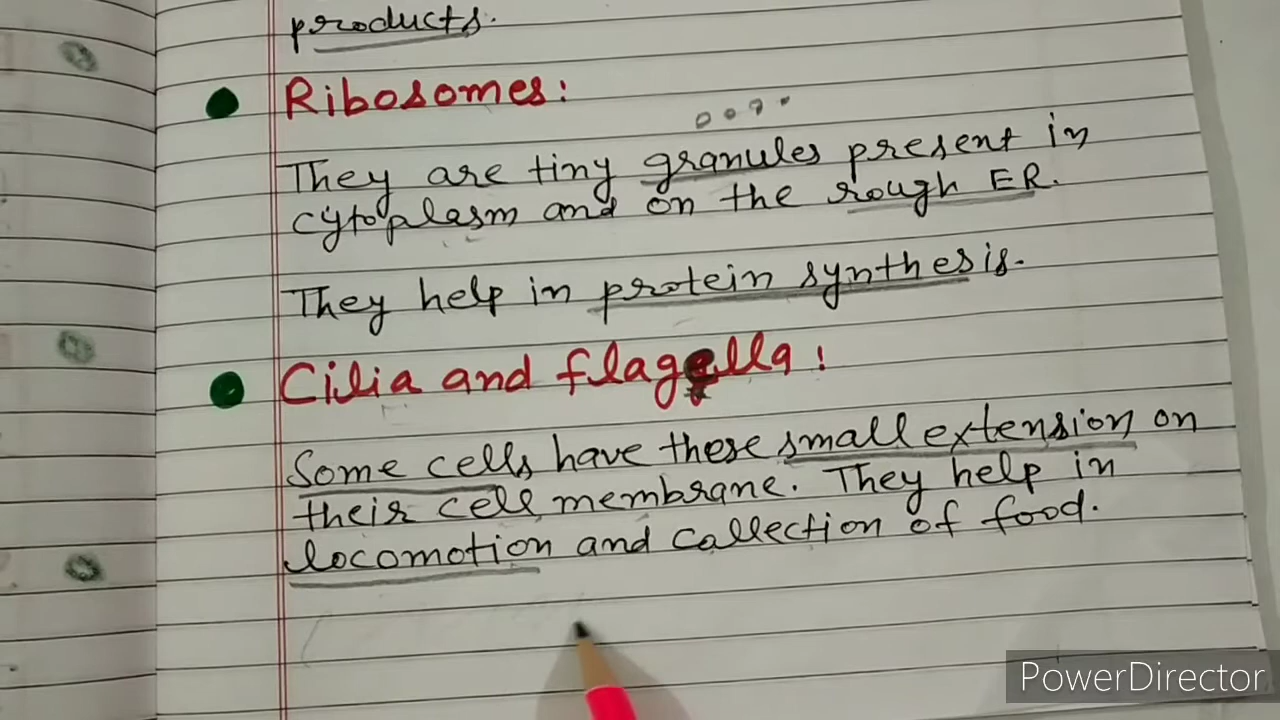 products.
Ribosomes:
They are tiny granules present in
cytoplasm and on the rough ER.
They help in protein synthesis.
Cilia and flagella:
Some cells have these small extension on
their cell membrane. They help in
locomotion and collection of food.
PowerDirector